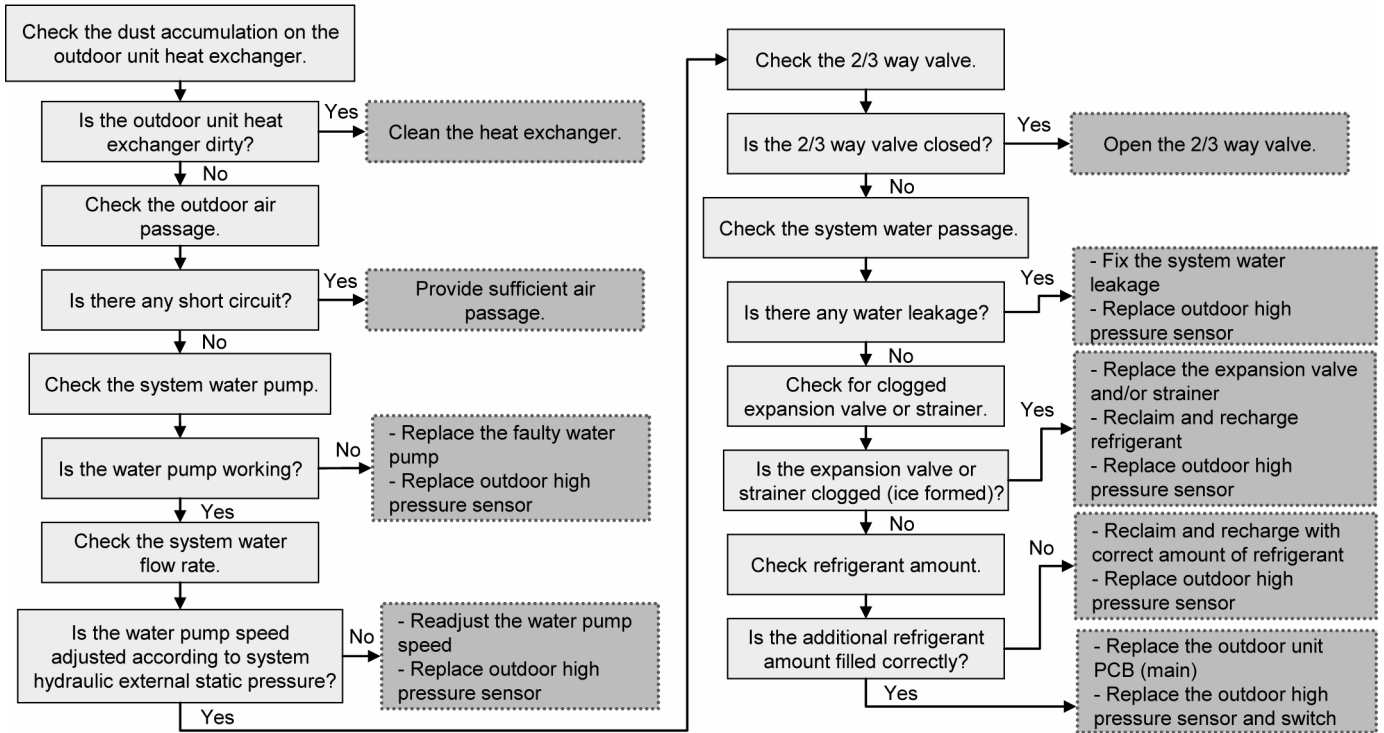 Check the dust accumulation on the
outdoor unit heat exchanger.
Is the outdoor unit heat
exchanger dirty?
Yes
Clean the heat exchanger.
No
Check the outdoor air
passage.
Is there any short circuit?
Yes
Provide sufficient air
passage.
No
Check the system water pump.
Is the water pump working?
No
- Replace the faulty water
pump
- Replace outdoor high
pressure sensor
Yes
Check the system water
flow rate.
Is the water pump speed
adjusted according to system
hydraulic external static pressure?
No
- Readjust the water pump
speed
- Replace outdoor high
pressure sensor
Yes
Check the 2/3 way valve.
Is the 2/3 way valve closed?
Yes
Open the 2/3 way valve.
No
Check the system water passage.
Is there any water leakage?
Yes
- Fix the system water
leakage
- Replace outdoor high
pressure sensor
No
Check for clogged
expansion valve or strainer.
Is the expansion valve or
strainer clogged (ice formed)?
Yes
- Replace the expansion valve
and/or strainer
- Reclaim and recharge
refrigerant
- Replace outdoor high
pressure sensor
No
Check refrigerant amount.
Is the additional refrigerant
amount filled correctly?
No
- Reclaim and recharge with
correct amount of refrigerant
- Replace outdoor high
pressure sensor
Yes
- Replace the outdoor unit
PCB (main)
- Replace the outdoor high
pressure sensor and switch